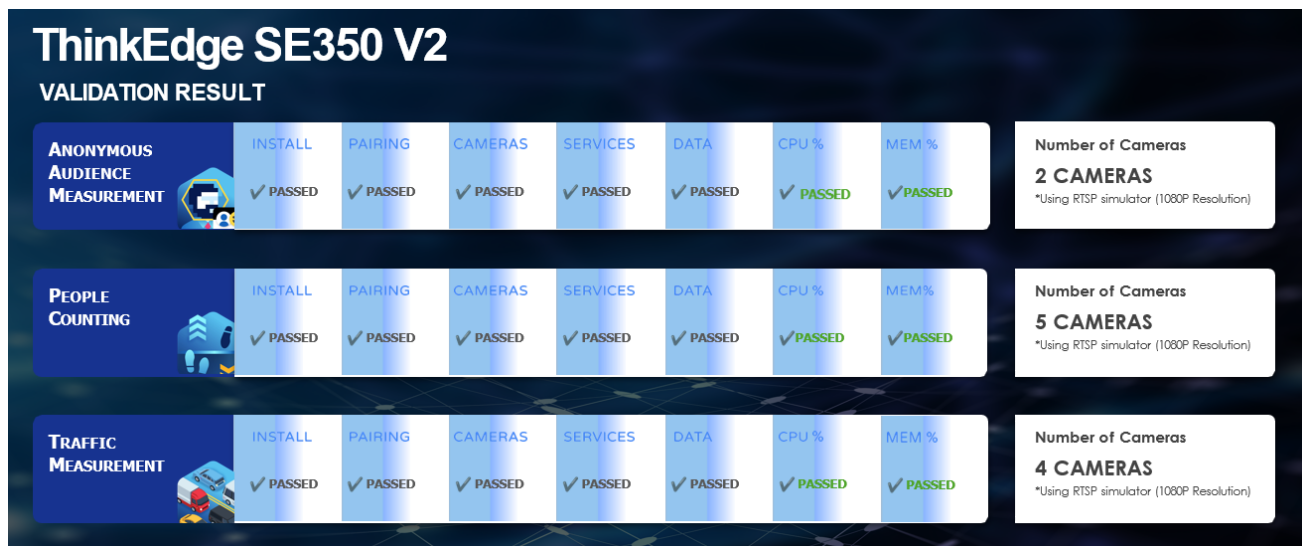 ThinkEdge SE350 V2
VALIDATION RESULT
ANONYMOUS
AUDIENCE
MEASUREMENT
INSTALL PAIRING CAMERAS SERVICES DATA CPU % MEM %
✔ PASSED ✔ PASSED ✔ PASSED ✔ PASSED ✔ PASSED ✔ PASSED ✔PASSED
Number of Cameras
2 CAMERAS
*Using RTSP simulator (1080P Resolution)
PEOPLE
COUNTING
INSTALL PAIRING CAMERAS SERVICES DATA CPU % MEM%
✔ PASSED ✔ PASSED ✔ PASSED ✔ PASSED ✔ PASSED ✔PASSED ✔PASSED
Number of Cameras
5 CAMERAS
*Using RTSP simulator (1080P Resolution)
TRAFFIC
MEASUREMENT
INSTALL PAIRING CAMERAS SERVICES DATA CPU % MEM %
✔ PASSED ✔ PASSED ✔ PASSED ✔ PASSED ✔ PASSED ✔ PASSED ✔ PASSED
Number of Cameras
4 CAMERAS
*Using RTSP simulator (1080P Resolution)